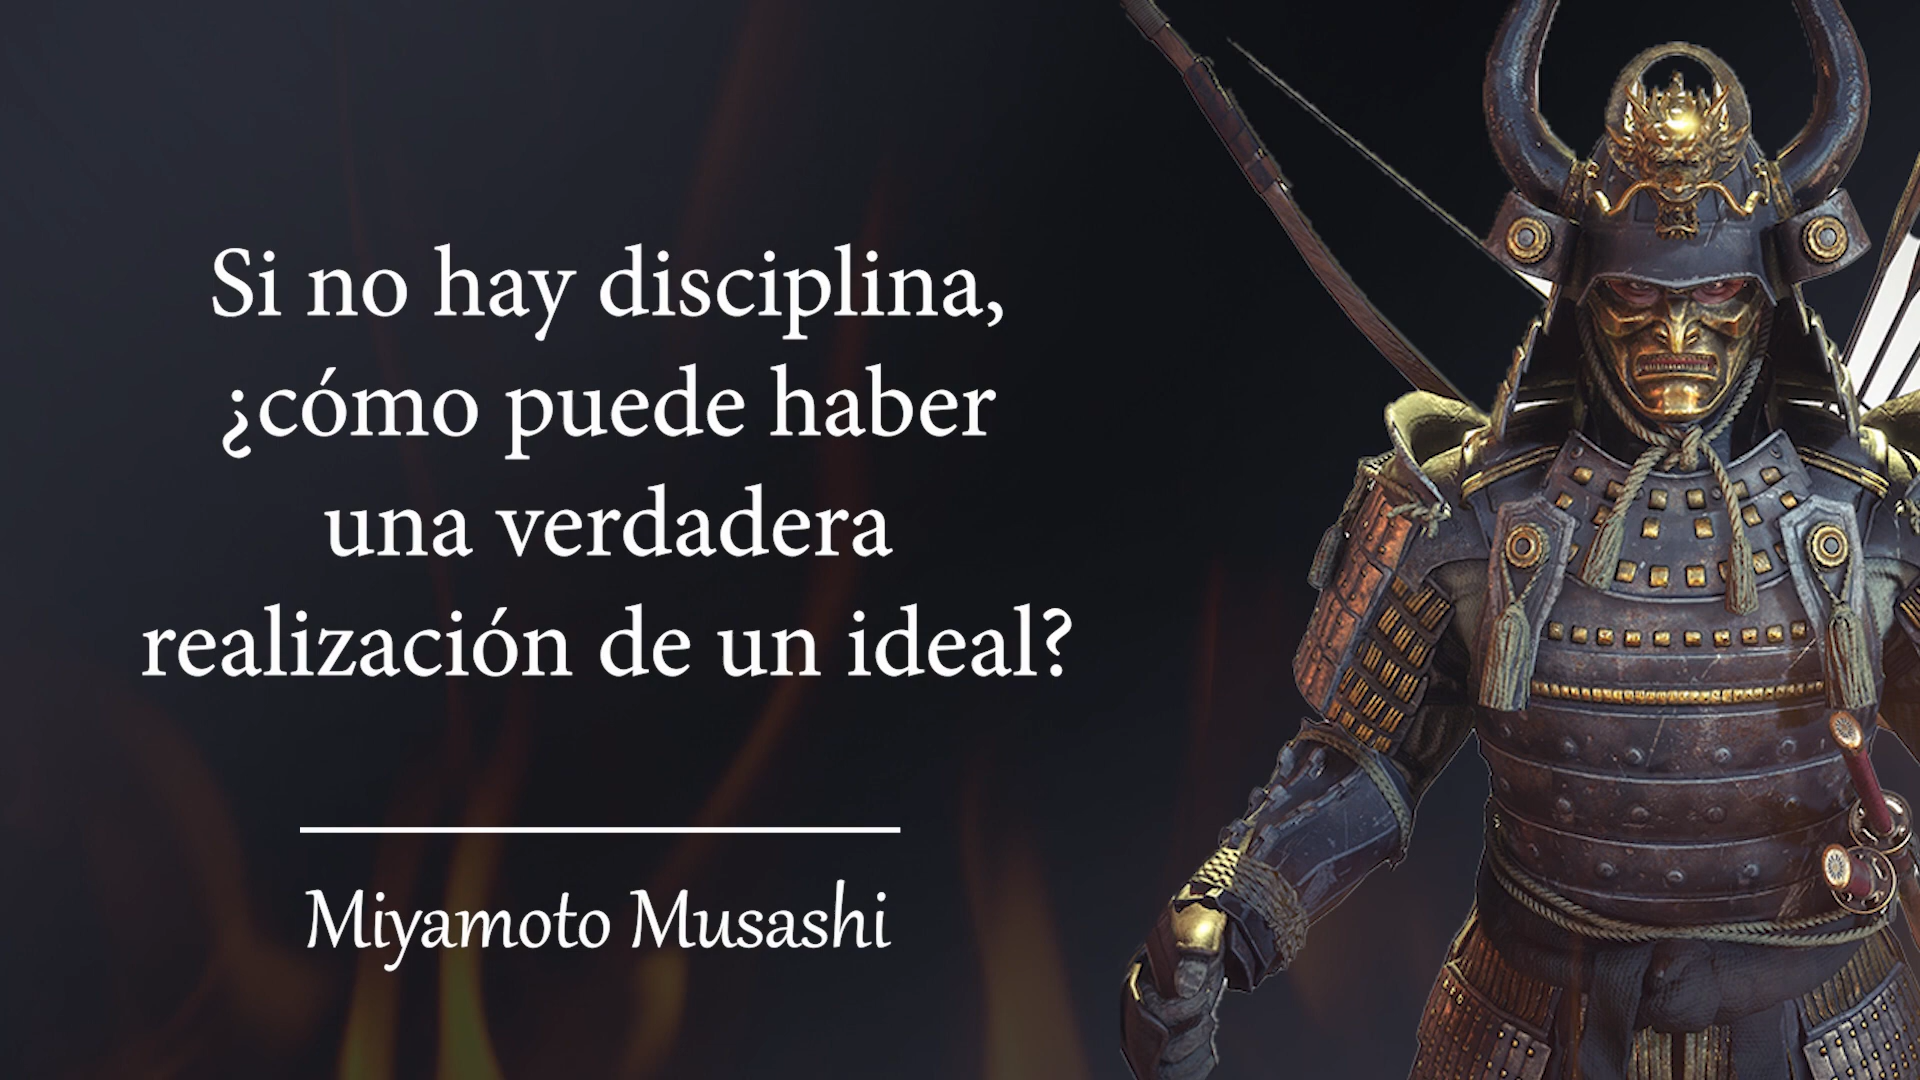 Si no hay disciplina,
¿cómo puede haber
una verdadera
realización de un ideal?
Miyamoto Musashi